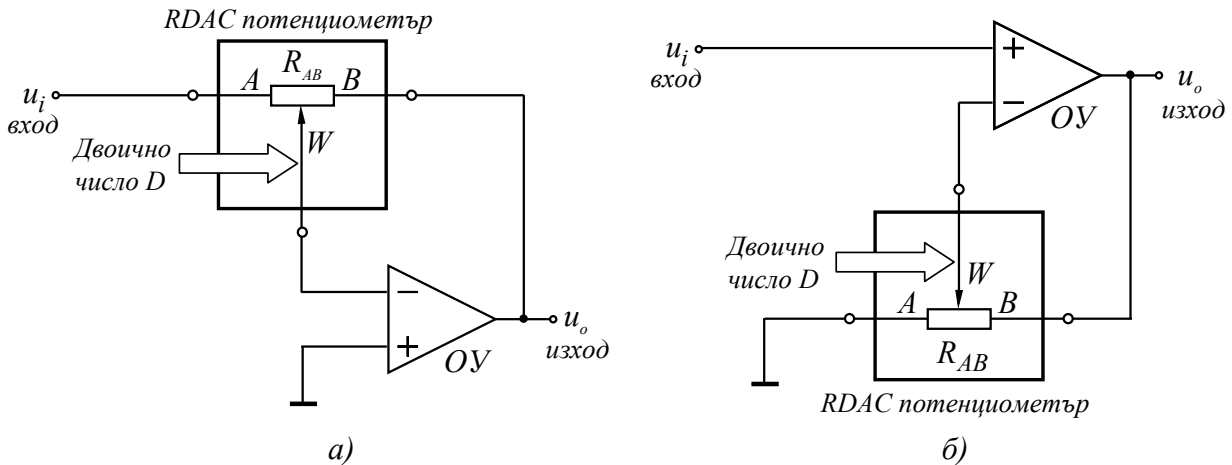 RDAC потенциометър
R_AB
A B
u_i
вход
W
Двоично
число D
−
+
ОУ
u_o
изход
а)
u_i
вход
+
−
ОУ
u_o
изход
Двоично
число D
W
A B
R_AB
RDAC потенциометър
б)